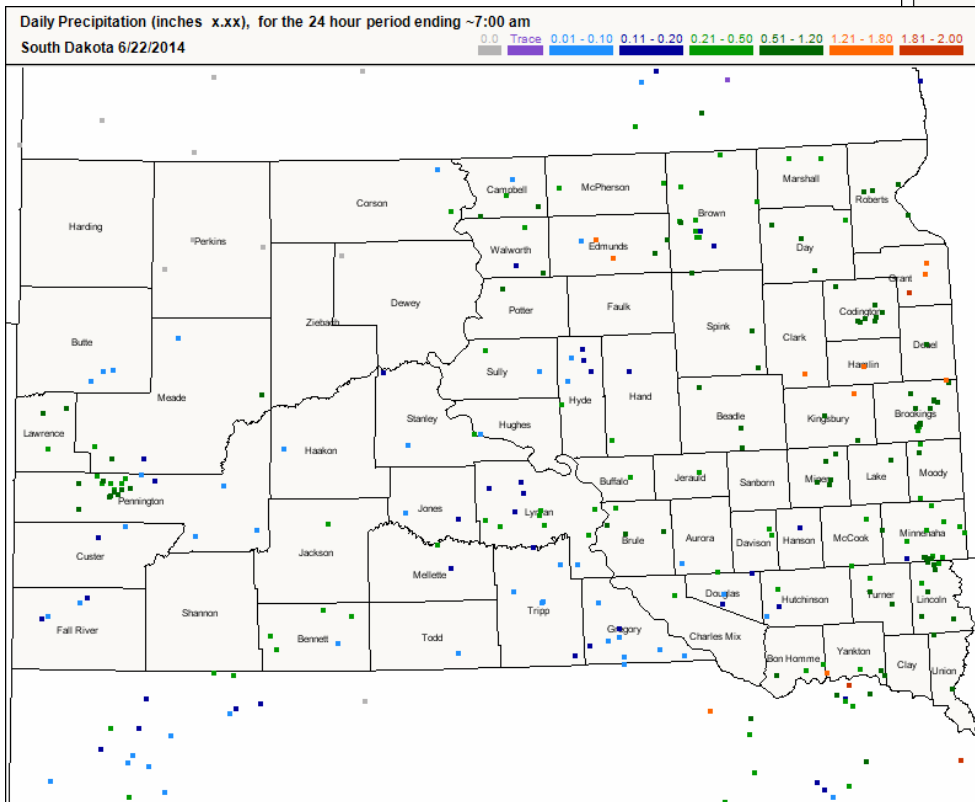 Daily Precipitation (inches x.xx), for the 24 hour period ending ~7:00 am
South Dakota 6/22/2014
0.0 Trace 0.01 - 0.10 0.11 - 0.20 0.21 - 0.50 0.51 - 1.20 1.21 - 1.80 1.81 - 2.00
Harding
Perkins
Corson
Campbell
McPherson
Brown
Marshall
Roberts
Walworth
Edmunds
Day
Grant
Butte
Ziebach
Dewey
Potter
Faulk
Spink
Clark
Codington
Deuel
Hamlin
Meade
Sully
Hyde
Hand
Lawrence
Haakon
Stanley
Hughes
Beadle
Kingsbury
Brookings
Pennington
Jones
Lyman
Buffalo
Jerauld
Sanborn
Miner
Lake
Moody
Custer
Jackson
Mellette
Brule
Aurora
Davison
Hanson
McCook
Minnehaha
Fall River
Shannon
Bennett
Todd
Tripp
Gregory
Charles Mix
Douglas
Hutchinson
Turner
Lincoln
Bon Homme
Yankton
Clay
Union